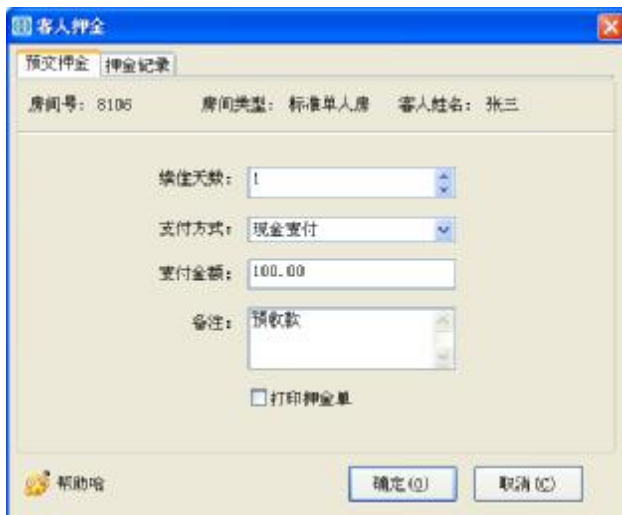 客人押金
预交押金 押金纪录
房间号: 8106 房间类型: 标准单人房 客人姓名: 张三
续住天数: 1
支付方式: 现金支付
支付金额: 100.00
备注: 预收款
打印押金单
帮助哈 确定(O) 取消(C)